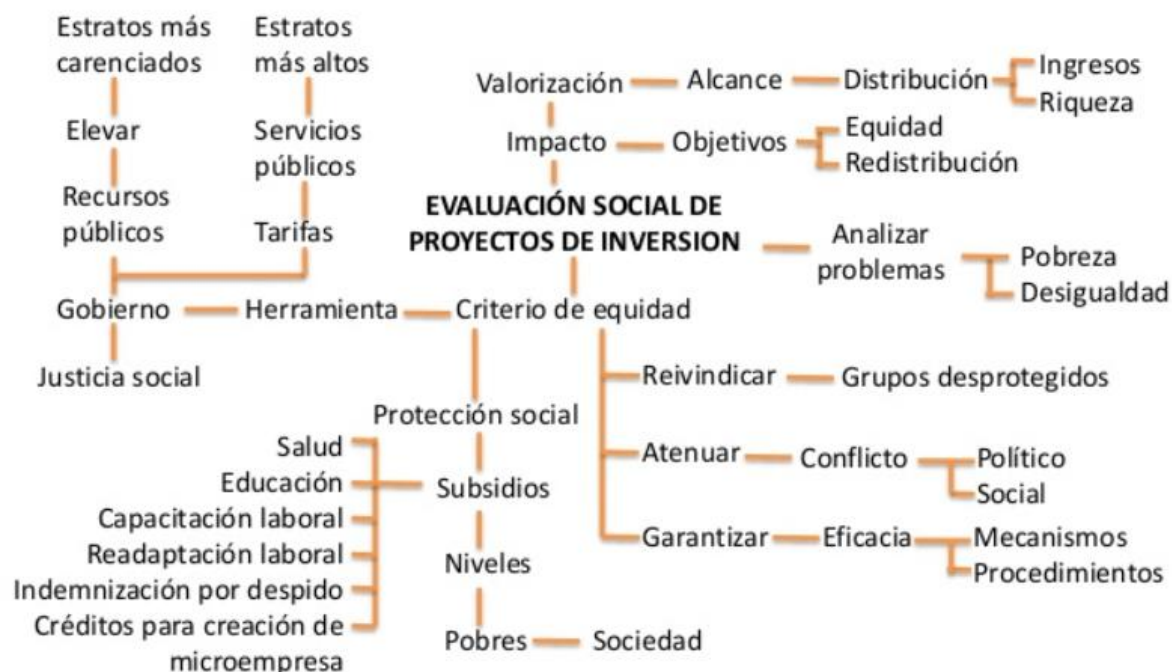 Estratos más
carenciados
Estratos
más altos
Elevar
Servicios
públicos
Recursos
públicos
Tarifas
Gobierno
Herramienta
Criterio de equidad
Justicia social
Valorización
Alcance
Distribución
Ingresos
Riqueza
Impacto
Objetivos
Equidad
Redistribución
EVALUACIÓN SOCIAL DE
PROYECTOS DE INVERSION
Analizar
problemas
Pobreza
Desigualdad
Reivindicar
Grupos desprotegidos
Atenuar
Conflicto
Político
Social
Garantizar
Eficacia
Mecanismos
Procedimientos
Protección social
Subsidios
Salud
Educación
Capacitación laboral
Readaptación laboral
Indemnización por despido
Créditos para creación de
microempresa
Niveles
Pobres
Sociedad